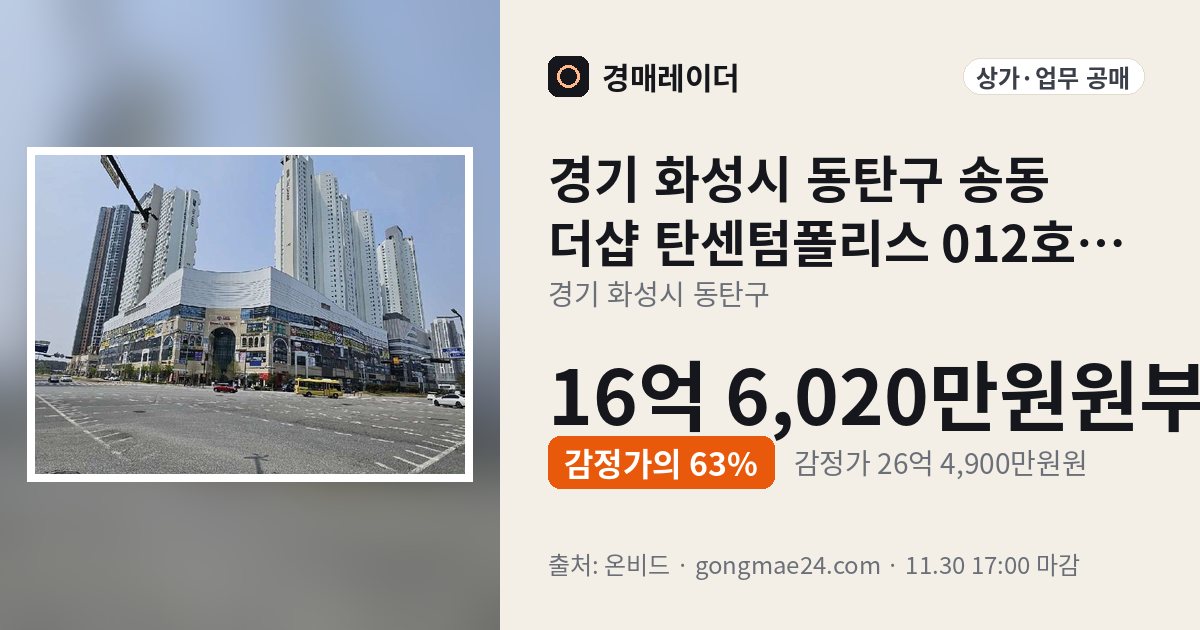 경매레이더
상가·업무 공매
경기 화성시 동탄구 송동
더샵 탄센텀폴리스 012호…
경기 화성시 동탄구
16억 6,020만원원부
감정가의 63%
감정가 26억 4,900만원원
출처: 온비드 · gongmae24.com · 11.30 17:00 마감